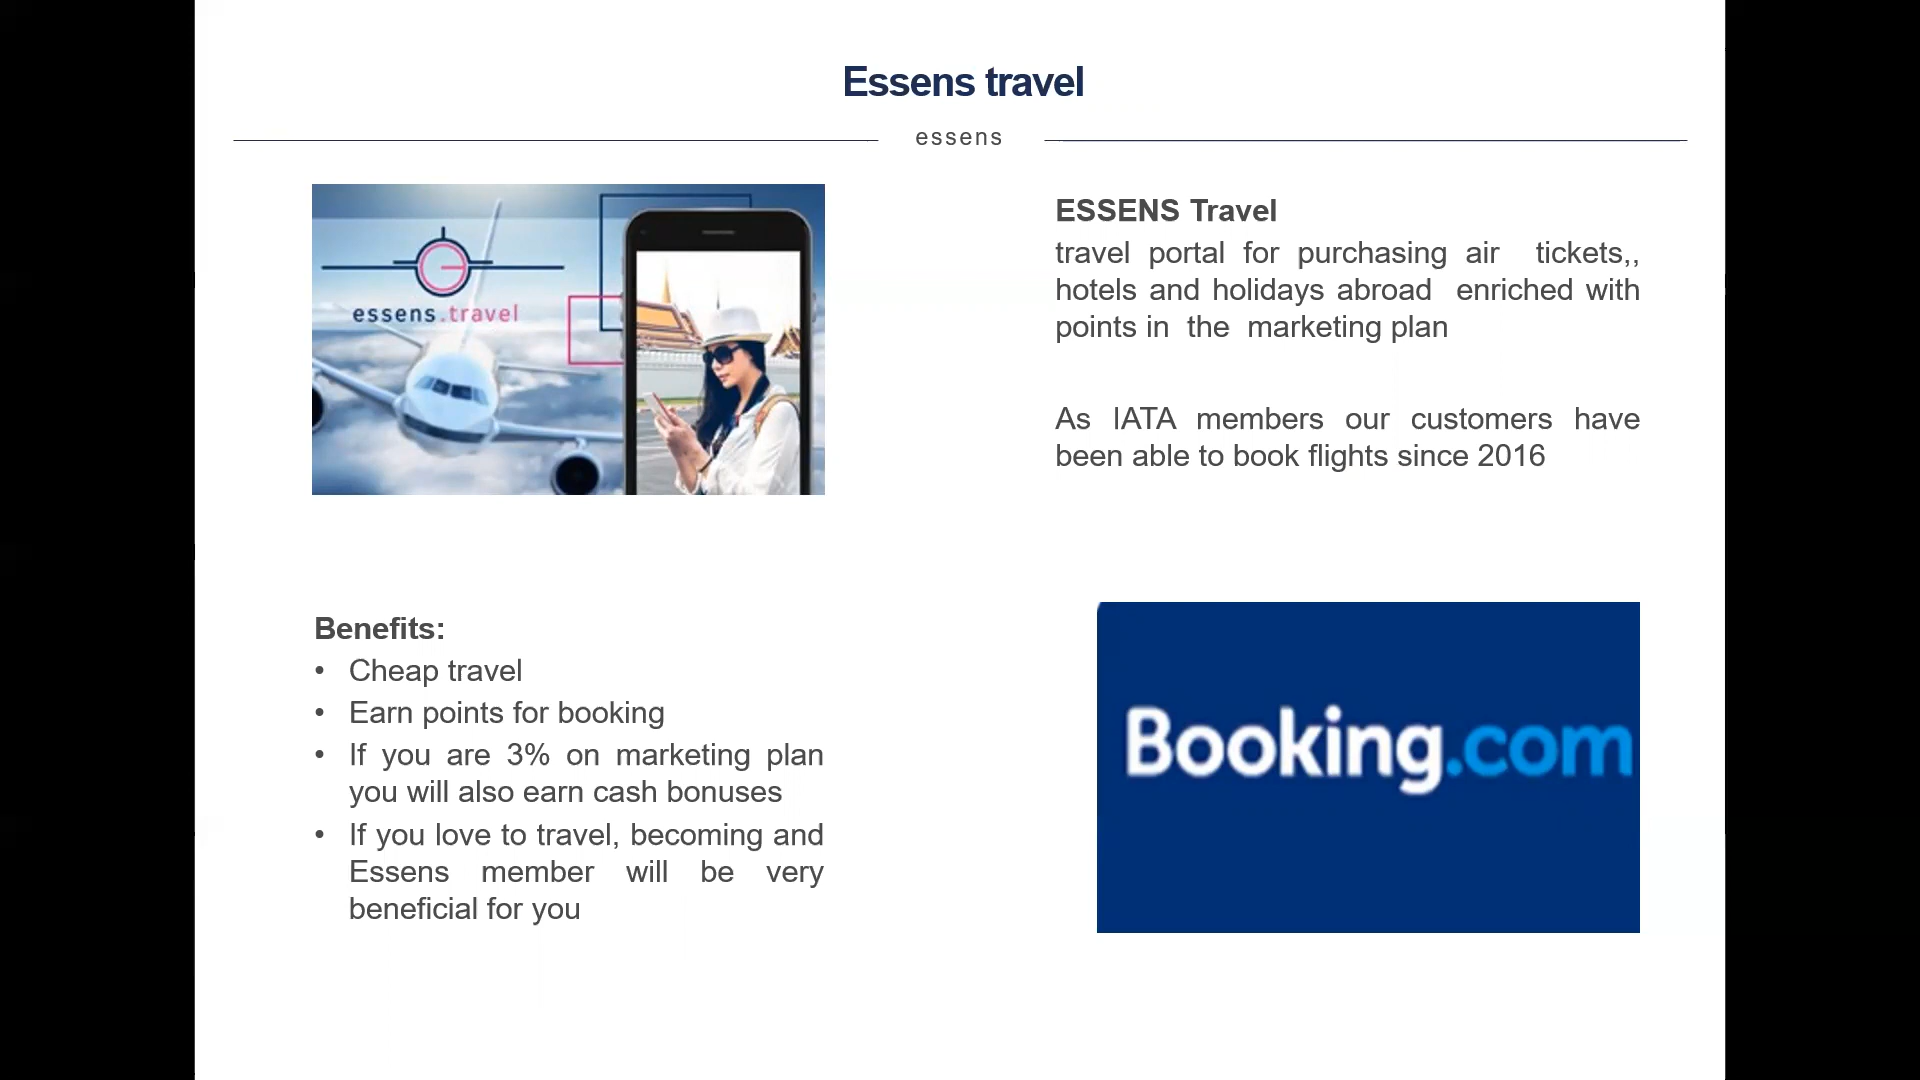 Essens travel
essens
essens.travel
ESSENS Travel
travel portal for purchasing air tickets,,
hotels and holidays abroad enriched with
points in the marketing plan
As IATA members our customers have
been able to book flights since 2016
Benefits:
• Cheap travel
• Earn points for booking
• If you are 3% on marketing plan
you will also earn cash bonuses
• If you love to travel, becoming and
Essens member will be very
beneficial for you
Booking.com